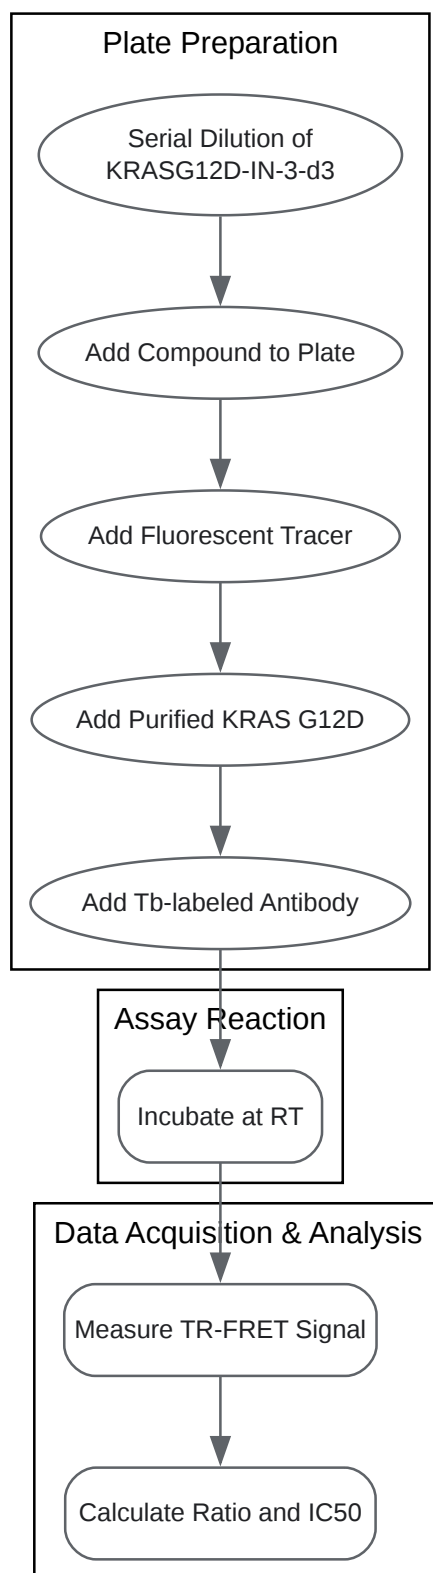 Plate Preparation
Serial Dilution of
KRASG12D-IN-3-d3
Add Compound to Plate
Add Fluorescent Tracer
Add Purified KRAS G12D
Add Tb-labeled Antibody
Assay Reaction
Incubate at RT
Data Acquisition & Analysis
Measure TR-FRET Signal
Calculate Ratio and IC50